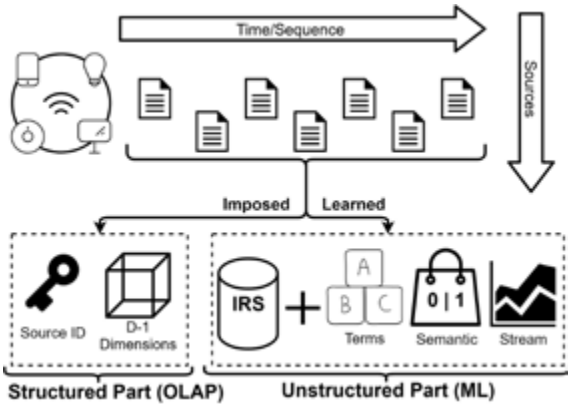 Time/Sequence
Sources
Imposed Learned
Source ID
D-1
Dimensions
IRS
A
B C
Terms
0 | 1
Semantic
Stream
Structured Part (OLAP)
Unstructured Part (ML)